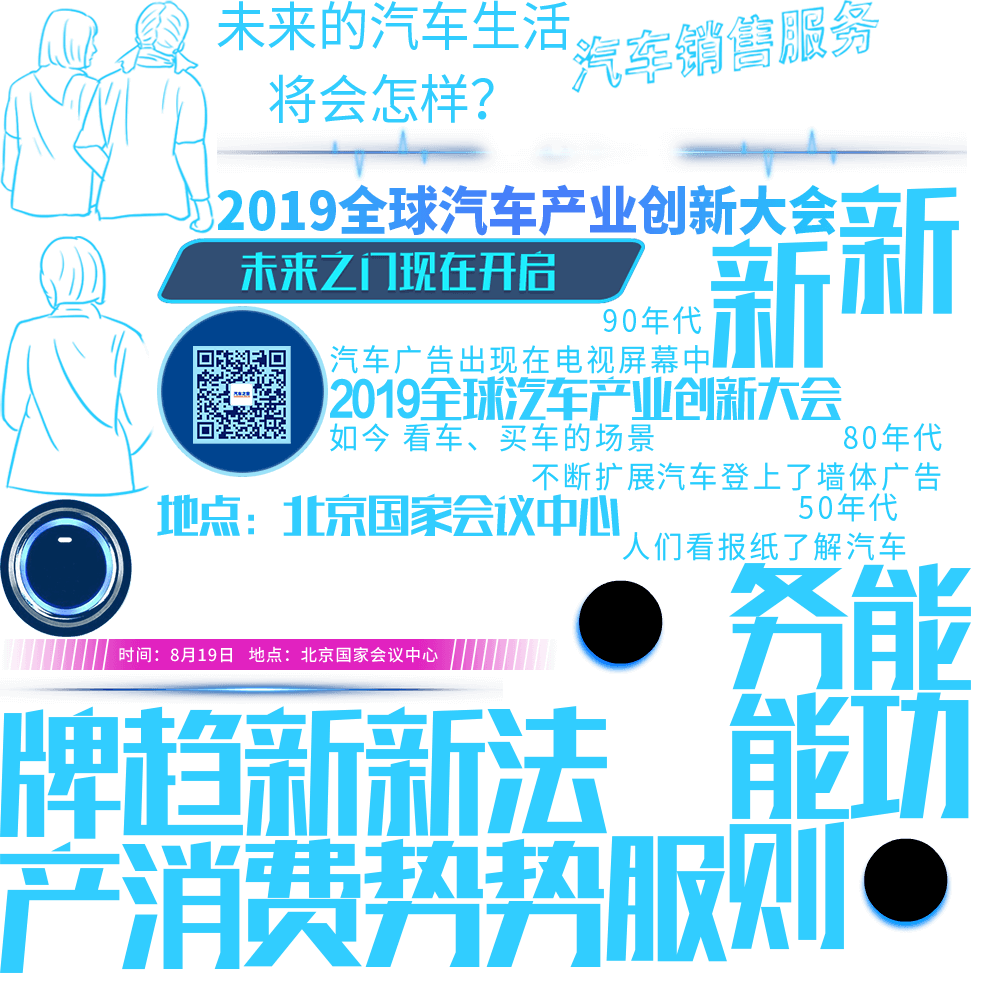 未来的汽车生活
将会怎样?
汽车销售服务
2019全球汽车产业创新大会
新
新
未来之门现在开启
90年代
汽车广告出现在电视屏幕中
2019全球汽车产业创新大会
如今 看车、买车的场景
80年代
不断扩展汽车登上了墙体广告
地点：北京国家会议中心
50年代
人们看报纸了解汽车
务能
时间：8月19日 地点：北京国家会议中心
能功
牌趋新新法
产消费势势服则